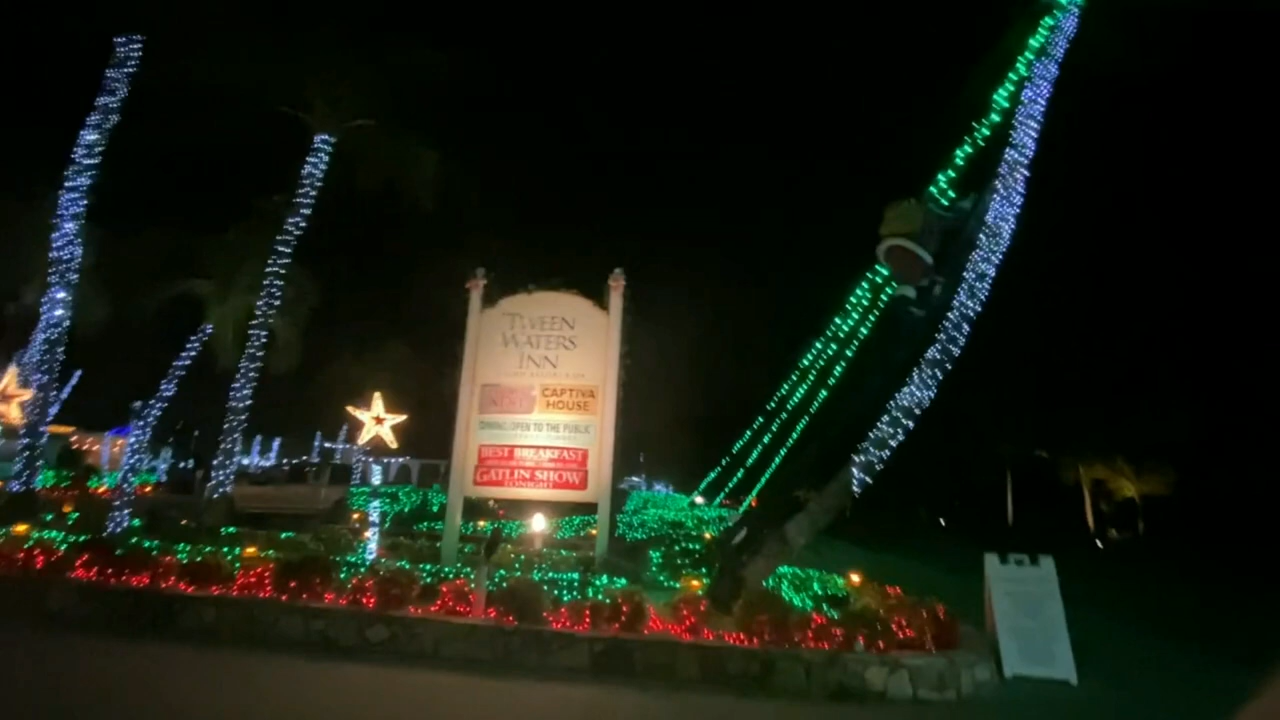 'TWEEN
WATERS
INN
CAPTIVA
HOUSE
DINING OPEN TO THE PUBLIC
BEST BREAKFAST
GATLIN SHOW
TONIGHT